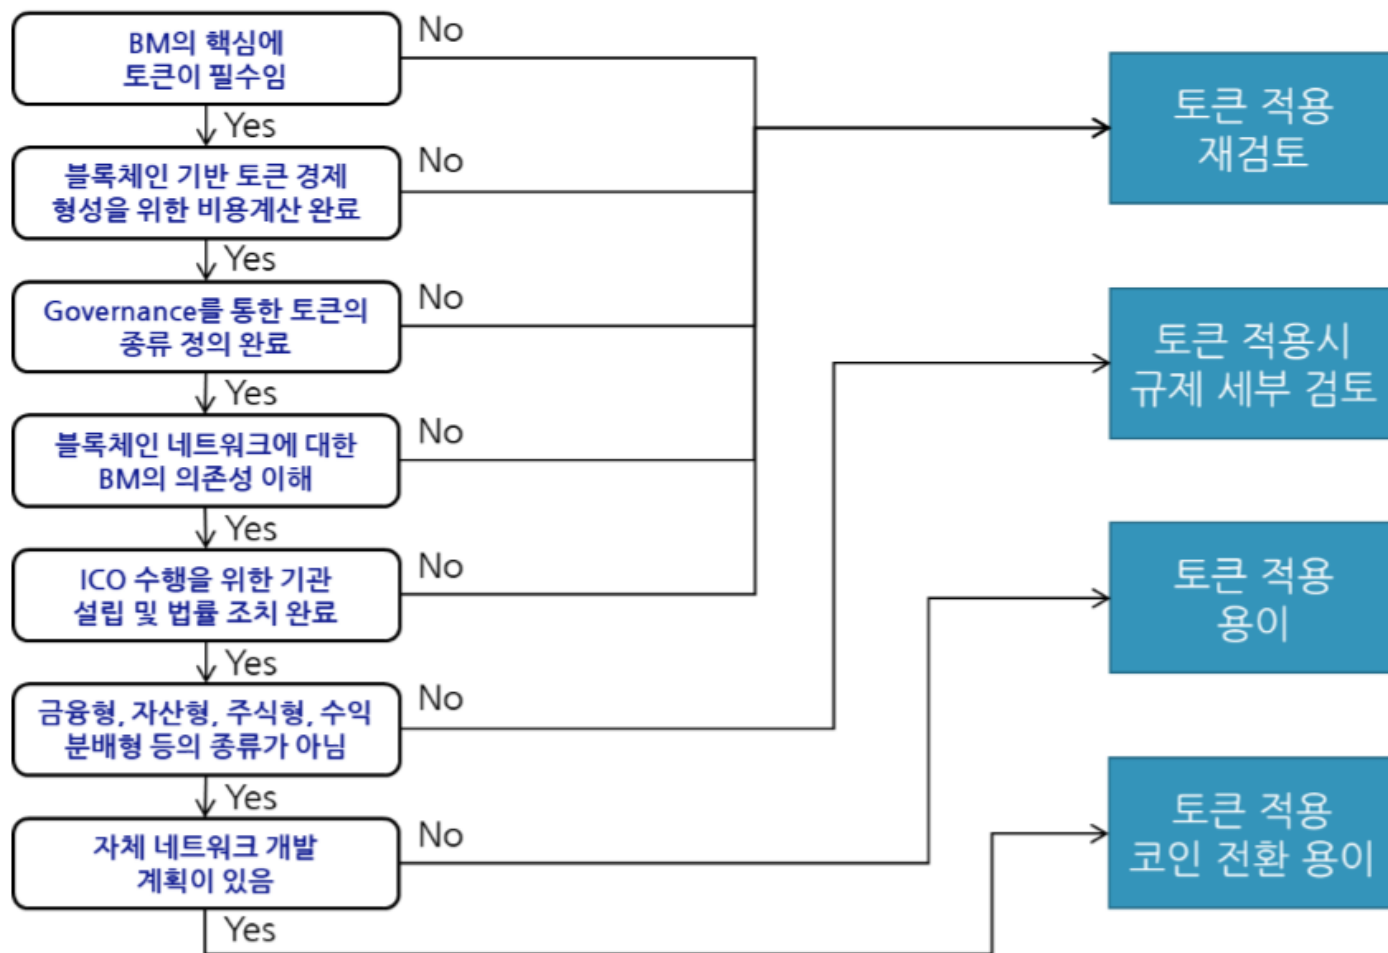 BM의 핵심에
토큰이 필수임
No
Yes
블록체인 기반 토큰 경제
형성을 위한 비용계산 완료
No
Yes
Governance를 통한 토큰의
종류 정의 완료
No
Yes
블록체인 네트워크에 대한
BM의 의존성 이해
No
Yes
ICO 수행을 위한 기관
설립 및 법률 조치 완료
No
Yes
금융형, 자산형, 주식형, 수익
분배형 등의 종류가 아님
No
Yes
자체 네트워크 개발
계획이 있음
No
Yes
토큰 적용
재검토
토큰 적용시
규제 세부 검토
토큰 적용
용이
토큰 적용
코인 전환 용이